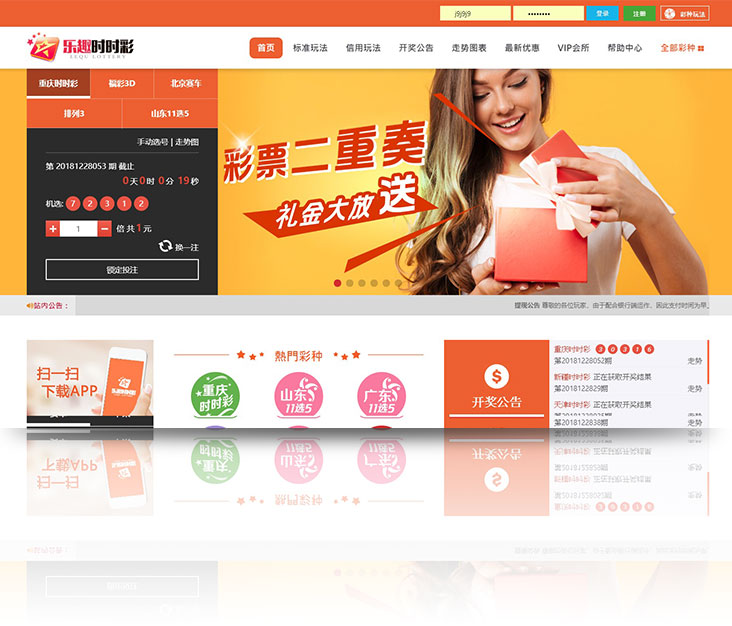 j9j9j9 •••••••• 登录 注册 彩种玩法
乐趣时时彩
LEQU LOTTERY
首页 标准玩法 信用玩法 开奖公告 走势图表 最新优惠 VIP会所 帮助中心 全部彩种
重庆时时彩 福彩3D 北京赛车
排列3 山东11选5
手动选号 | 走势图
第 20181228053 期 截止
0天0时 0分 19秒
机选: 7 2 3 1 2
+ 1 − 倍 共 1 元
换一注
锁定投注
彩票二重奏
礼金大放送
站内公告：
提现公告 尊敬的各位玩家，由于配合银行端运作，因此支付时间为早
扫一扫
下载APP
熱門彩种
重庆
时时彩
山东
11选5
广东
11选5
开奖公告
重庆时时彩
第20181228052期 走势
新疆时时彩 正在获取开奖结果
第20181222829期 走势
天津时时彩 正在获取开奖结果
第20181222838期